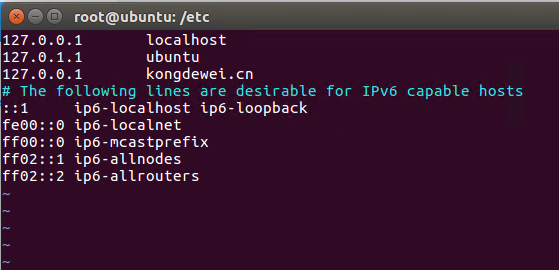 root@ubuntu: /etc
127.0.0.1 localhost
127.0.1.1 ubuntu
127.0.0.1 kongdewei.cn
# The following lines are desirable for IPv6 capable hosts
::1 ip6-localhost ip6-loopback
fe00::0 ip6-localnet
ff00::0 ip6-mcastprefix
ff02::1 ip6-allnodes
ff02::2 ip6-allrouters
~
~
~
~
~